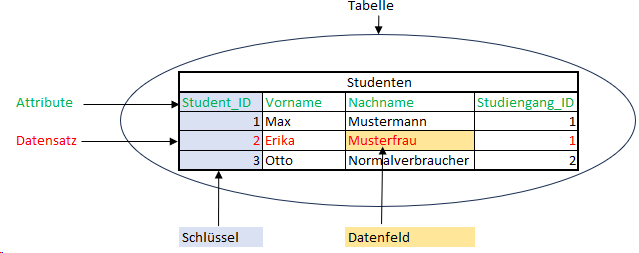 Tabelle
Studenten
Attribute Student_ID Vorname Nachname Studiengang_ID
1 Max Mustermann 1
Datensatz 2 Erika Musterfrau 1
3 Otto Normalverbraucher 2
Schlüssel Datenfeld